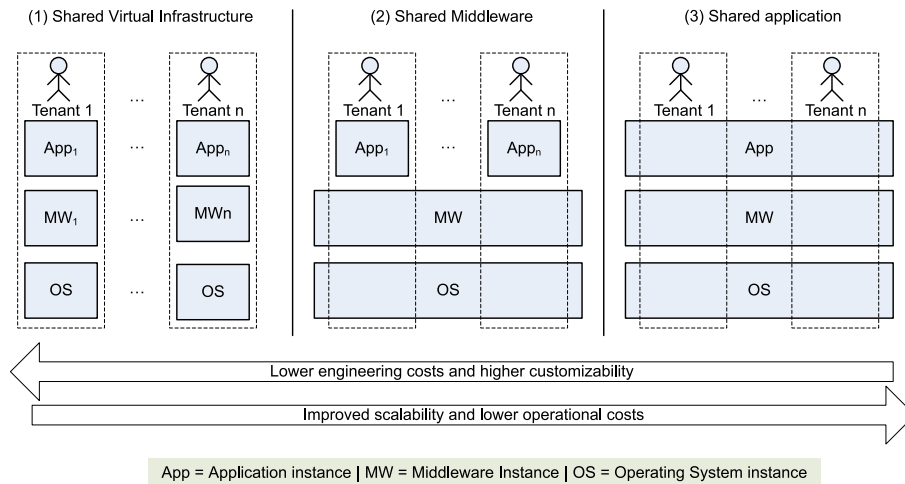 (1) Shared Virtual Infrastructure
(2) Shared Middleware
(3) Shared application
Tenant 1 ... Tenant n
Tenant 1 ... Tenant n
Tenant 1 ... Tenant n
App1 ... Appn
App1 ... Appn
App
MW1 ... MWn
MW
MW
OS ... OS
OS
OS
Lower engineering costs and higher customizability
Improved scalability and lower operational costs
App = Application instance | MW = Middleware Instance | OS = Operating System instance